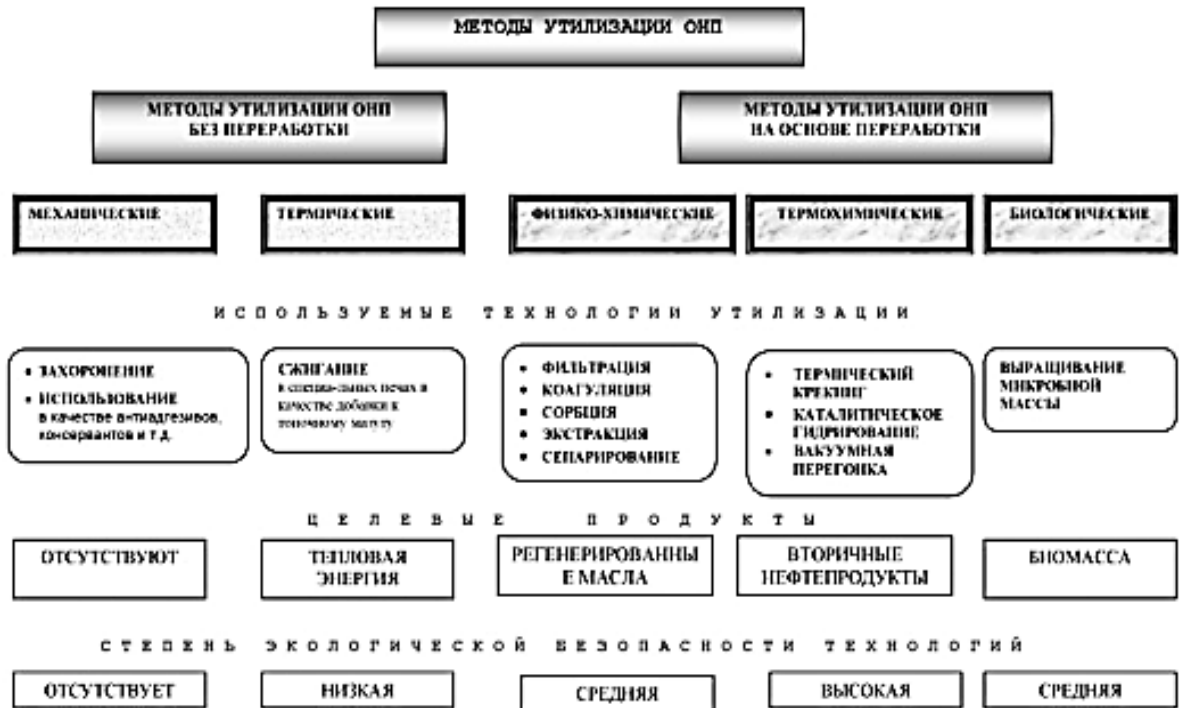 МЕТОДЫ УТИЛИЗАЦИИ ОНП
МЕТОДЫ УТИЛИЗАЦИИ ОНП
БЕЗ ПЕРЕРАБОТКИ
МЕТОДЫ УТИЛИЗАЦИИ ОНП
НА ОСНОВЕ ПЕРЕРАБОТКИ
МЕХАНИЧЕСКИЕ
ТЕРМИЧЕСКИЕ
ФИЗИКО-ХИМИЧЕСКИЕ
ТЕРМОХИМИЧЕСКИЕ
БИОЛОГИЧЕСКИЕ
ИСПОЛЬЗУЕМЫЕ ТЕХНОЛОГИИ УТИЛИЗАЦИИ
• ЗАХОРОНЕНИЕ
• ИСПОЛЬЗОВАНИЕ
в качестве антиадгезивов,
консервантов и т.д.
СЖИГАНИЕ
в специа-льных печах в
качестве добавки к
топочному мазуту
• ФИЛЬТРАЦИЯ
• КОАГУЛЯЦИЯ
• СОРБЦИЯ
• ЭКСТРАКЦИЯ
• СЕПАРИРОВАНИЕ
• ТЕРМИЧЕСКИЙ
КРЕКИНГ
• КАТАЛИТИЧЕСКОЕ
ГИДРИРОВАНИЕ
• ВАКУУМНАЯ
ПЕРЕГОНКА
ВЫРАЩИВАНИЕ
МИКРОБНОЙ
МАССЫ
ЦЕЛЕВЫЕ ПРОДУКТЫ
ОТСУТСТВУЮТ
ТЕПЛОВАЯ
ЭНЕРГИЯ
РЕГЕНЕРИРОВАННЫ
Е МАСЛА
ВТОРИЧНЫЕ
НЕФТЕПРОДУКТЫ
БИОМАССА
СТЕПЕНЬ ЭКОЛОГИЧЕСКОЙ БЕЗОПАСНОСТИ ТЕХНОЛОГИЙ
ОТСУТСТВУЕТ
НИЗКАЯ
СРЕДНЯЯ
ВЫСОКАЯ
СРЕДНЯЯ